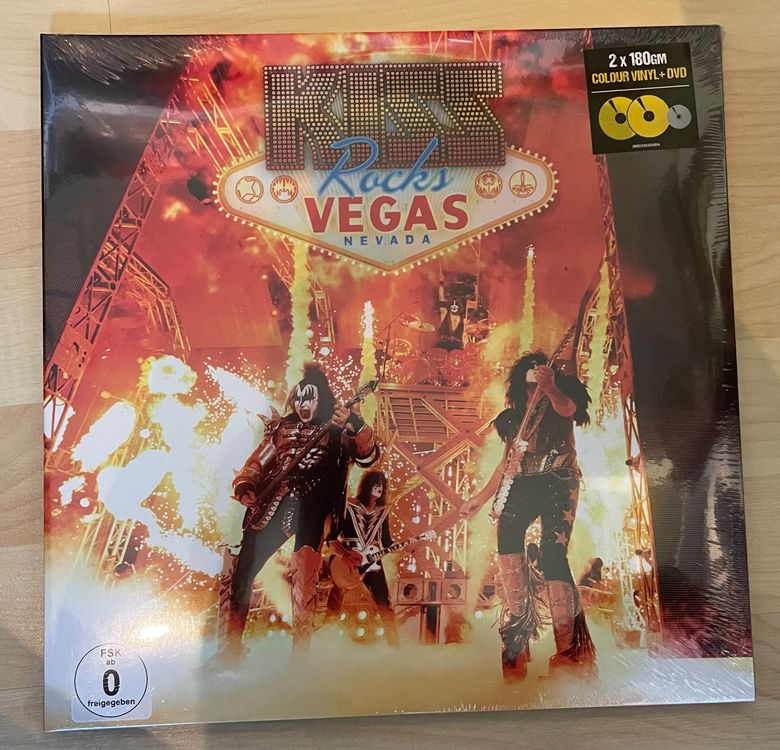 2 x 180GM
COLOUR VINYL + DVD
KISS
Rocks
VEGAS
NEVADA
FSK
ab
0
freigegeben